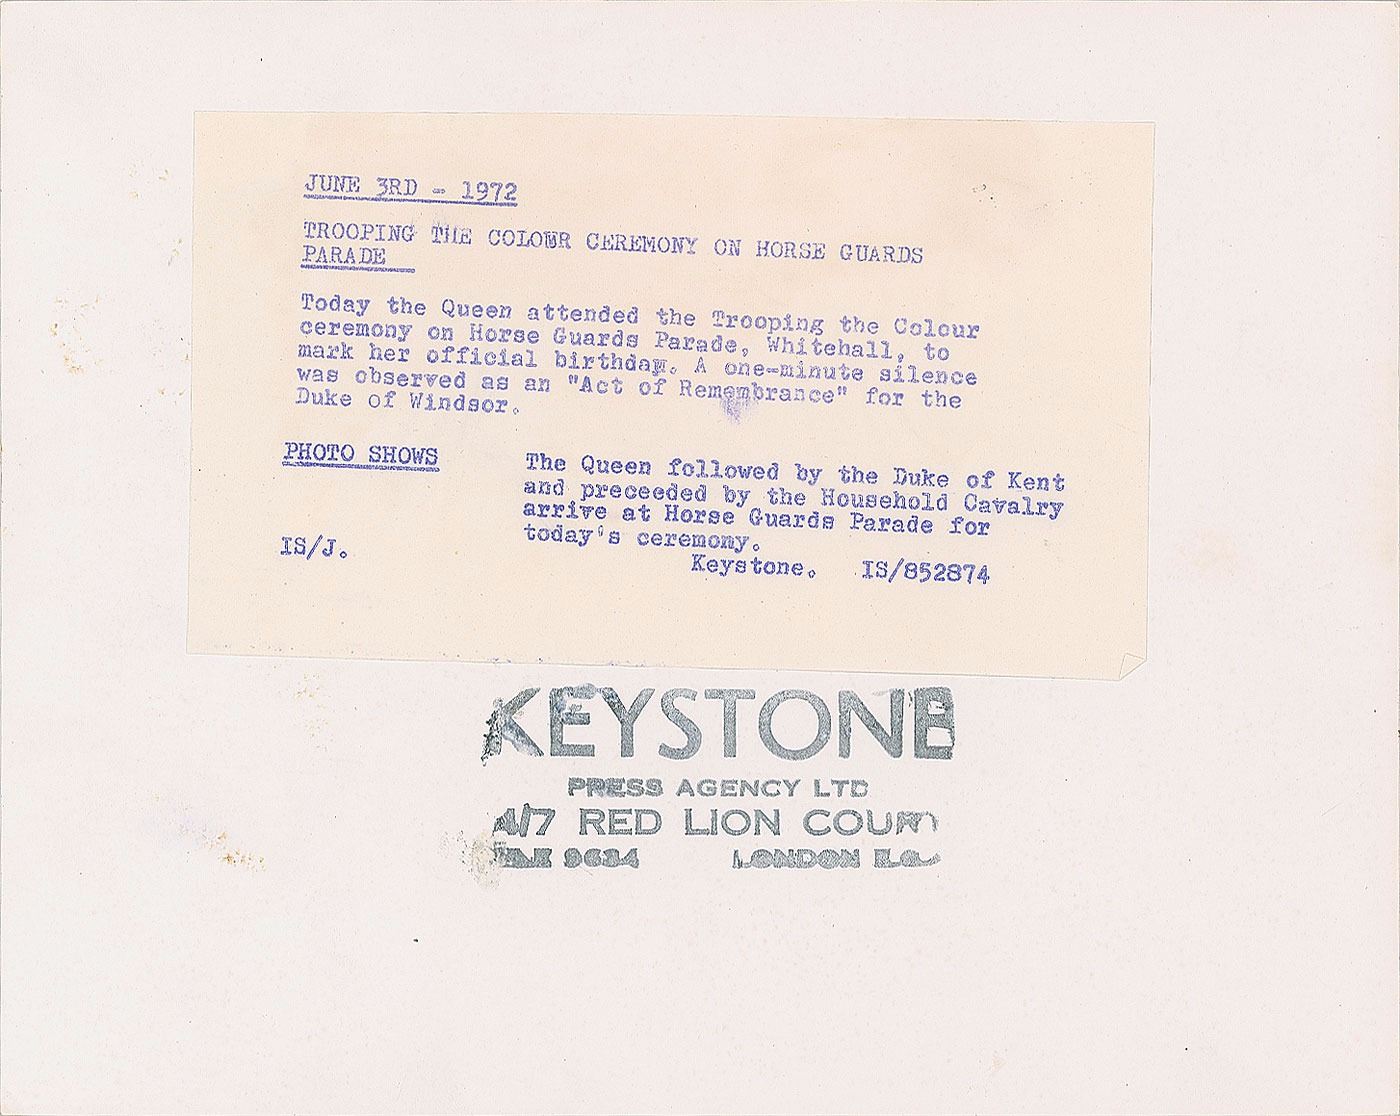 JUNE 3RD - 1972
TROOPING THE COLOUR CEREMONY ON HORSE GUARDS
PARADE
Today the Queen attended the Trooping the Colour
ceremony on Horse Guards Parade, Whitehall, to
mark her official birthday. A one-minute silence
was observed as an "Act of Remembrance" for the
Duke of Windsor.
PHOTO SHOWS
The Queen followed by the Duke of Kent
and preceeded by the Household Cavalry
arrive at Horse Guards Parade for
today's ceremony.
IS/J.
Keystone. IS/852874
KEYSTONE
PRESS AGENCY LTD
4/7 RED LION COURT
9634 LONDON